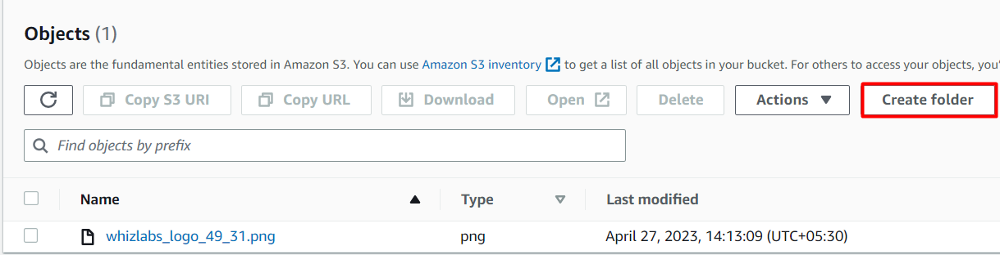 Objects (1)
Objects are the fundamental entities stored in Amazon S3. You can use Amazon S3 inventory to get a list of all objects in your bucket. For others to access your objects, you'
Copy S3 URI Copy URL Download Open Delete Actions Create folder
Find objects by prefix
Name Type Last modified
whizlabs_logo_49_31.png png April 27, 2023, 14:13:09 (UTC+05:30)